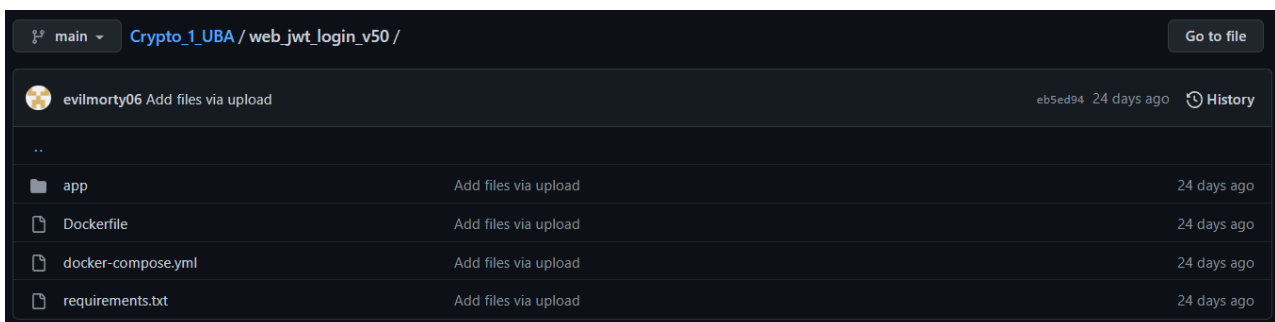 main Crypto_1_UBA / web_jwt_login_v50 / Go to file
evilmorty06 Add files via upload eb5ed94 24 days ago History
..
app Add files via upload 24 days ago
Dockerfile Add files via upload 24 days ago
docker-compose.yml Add files via upload 24 days ago
requirements.txt Add files via upload 24 days ago